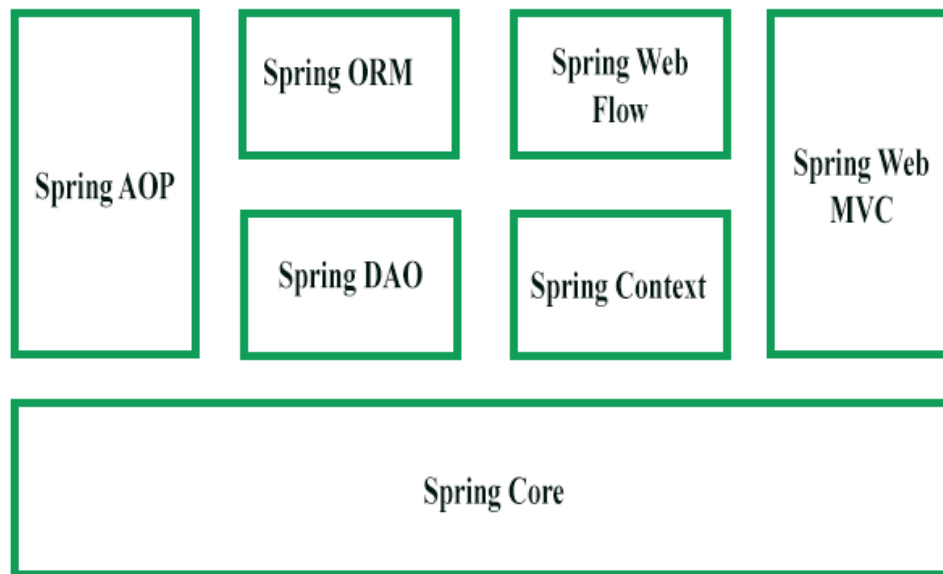 Spring AOP
Spring ORM
Spring Web
Flow
Spring Web
MVC
Spring DAO
Spring Context
Spring Core